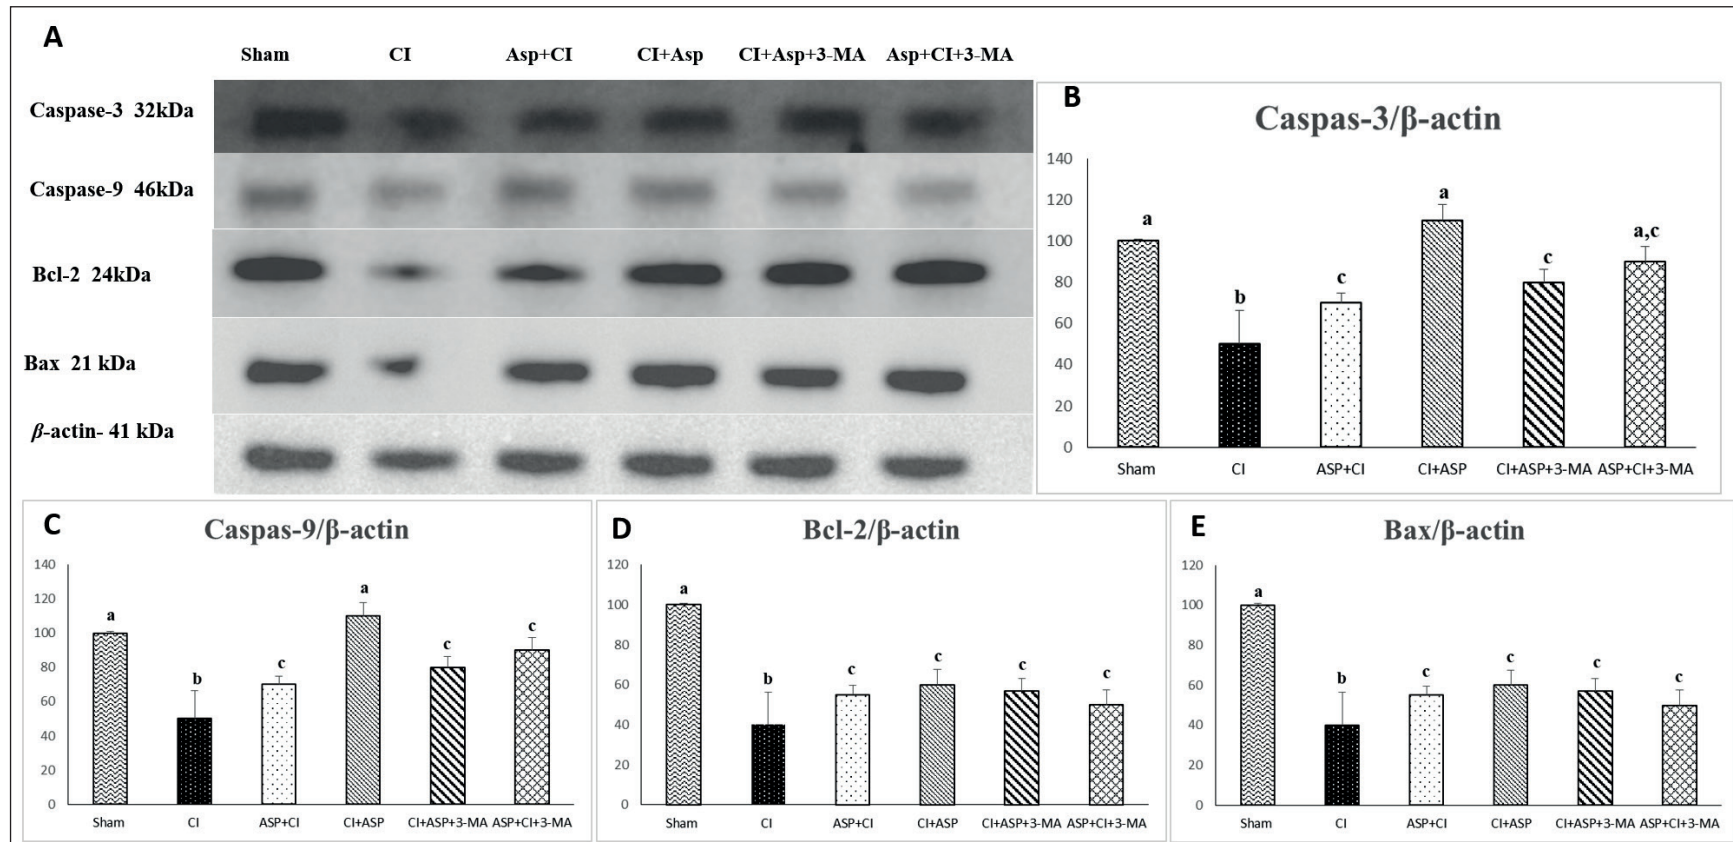 A
Sham CI Asp+CI CI+Asp CI+Asp+3-MA Asp+CI+3-MA
Caspase-3 32kDa
Caspase-9 46kDa
Bcl-2 24kDa
Bax 21 kDa
β-actin- 41 kDa
B
Caspas-3/β-actin
140
120
100
80
60
40
20
0
a
b
c
a
c
a,c
Sham CI ASP+CI CI+ASP CI+ASP+3-MA ASP+CI+3-MA
C
Caspas-9/β-actin
140
120
100
80
60
40
20
0
a
b
c
a
c
c
Sham CI ASP+CI CI+ASP CI+ASP+3-MA ASP+CI+3-MA
D
Bcl-2/β-actin
120
100
80
60
40
20
0
a
b
c
c
c
c
Sham CI ASP+CI CI+ASP CI+ASP+3-MA ASP+CI+3-MA
E
Bax/β-actin
120
100
80
60
40
20
0
a
b
c
c
c
c
Sham CI ASP+CI CI+ASP CI+ASP+3-MA ASP+CI+3-MA